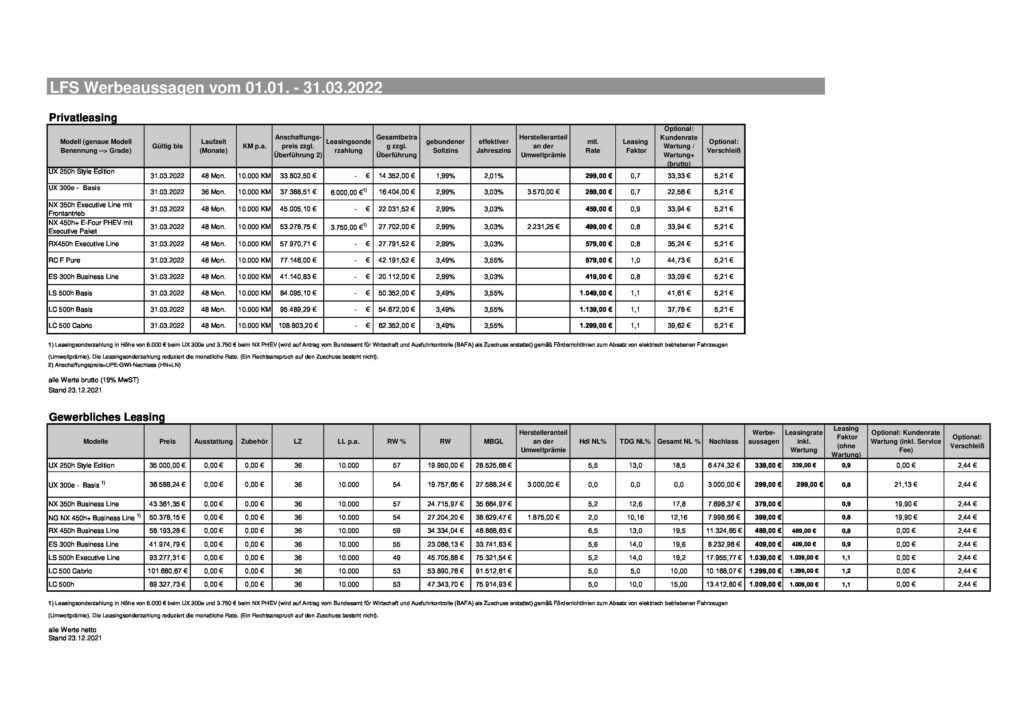 LFS Werbeaussagen vom 01.01. - 31.03.2022
Privatleasing
Modell (genaue Modell Benennung --> Grade) Gültig bis Laufzeit (Monate) KM p.a. Anschaffungs-preis zzgl. Überführung 2) Leasingsonde rzahlung Gesamtbetra g zzgl. Überführung gebundener Sollzins effektiver Jahreszins Herstelleranteil an der Umweltprämie mtl. Rate Leasing Faktor Optional: Kundenrate Wartung / Wartung+ (brutto) Optional: Verschleiß
UX 250h Style Edition 31.03.2022 48 Mon. 10.000 KM 33.802,50 € - € 14.352,00 € 1,99% 2,01% 299,00 € 0,7 33,33 € 5,21 €
UX 300e - Basis 31.03.2022 36 Mon. 10.000 KM 37.388,51 € 6.000,00 €1) 16.404,00 € 2,99% 3,03% 3.570,00 € 289,00 € 0,7 22,56 € 5,21 €
NX 350h Executive Line mit Frontantrieb 31.03.2022 48 Mon. 10.000 KM 45.005,10 € - € 22.031,52 € 2,99% 3,03% 459,00 € 0,9 33,94 € 5,21 €
NX 450h+ E-Four PHEV mit Executive Paket 31.03.2022 48 Mon. 10.000 KM 53.278,75 € 3.750,00 €1) 27.702,00 € 2,99% 3,03% 2.231,25 € 499,00 € 0,8 33,94 € 5,21 €
RX450h Executive Line 31.03.2022 48 Mon. 10.000 KM 57.970,71 € - € 27.791,52 € 2,99% 3,03% 579,00 € 0,8 35,24 € 5,21 €
RC F Pure 31.03.2022 48 Mon. 10.000 KM 77.146,00 € - € 42.191,52 € 3,49% 3,55% 879,00 € 1,0 44,73 € 5,21 €
ES 300h Business Line 31.03.2022 48 Mon. 10.000 KM 41.140,83 € - € 20.112,00 € 2,99% 3,03% 419,00 € 0,8 33,09 € 5,21 €
LS 500h Basis 31.03.2022 48 Mon. 10.000 KM 84.095,10 € - € 50.352,00 € 3,49% 3,55% 1.049,00 € 1,1 41,61 € 5,21 €
LC 500h Basis 31.03.2022 48 Mon. 10.000 KM 95.469,29 € - € 54.672,00 € 3,49% 3,55% 1.139,00 € 1,1 37,78 € 5,21 €
LC 500 Cabrio 31.03.2022 48 Mon. 10.000 KM 108.803,20 € - € 62.352,00 € 3,49% 3,55% 1.299,00 € 1,1 39,62 € 5,21 €
1) Leasingsonderzahlung in Höhe von 6.000 € beim UX 300e und 3.750 € beim NX PHEV (wird auf Antrag vom Bundesamt für Wirtschaft und Ausfuhrkontrolle (BAFA) als Zuschuss erstattet) gemäß Förderrichtlinien zum Absatz von elektrisch betriebenen Fahrzeugen
(Umweltprämie). Die Leasingsonderzahlung reduziert die monatliche Rate. (Ein Rechtsanspruch auf den Zuschuss besteht nicht).
2) Anschaffungspreis=UPE-GWI-Nachlass (HN+LN)
alle Werte brutto (19% MwST)
Stand 23.12.2021
Gewerbliches Leasing
Modelle Preis Ausstattung Zubehör LZ LL p.a. RW % RW MBGL Herstelleranteil an der Umweltprämie Hdl NL% TDG NL% Gesamt NL % Nachlass Werbe-aussagen Leasingrate inkl. Wartung Leasing Faktor (ohne Wartung) Optional: Kundenrate Wartung (inkl. Service Fee) Optional: Verschleiß
UX 250h Style Edition 35.000,00 € 0,00 € 0,00 € 36 10.000 57 19.950,00 € 28.525,68 € 5,5 13,0 18,5 6.474,32 € 339,00 € 339,00 € 0,9 0,00 € 2,44 €
UX 300e - Basis 1) 36.588,24 € 0,00 € 0,00 € 36 10.000 54 19.757,65 € 27.588,24 € 3.000,00 € 0,0 0,0 0,0 3.000,00 € 299,00 € 299,00 € 0,8 21,13 € 2,44 €
NX 350h Business Line 43.361,35 € 0,00 € 0,00 € 36 10.000 57 24.715,97 € 35.664,97 € 5,2 12,6 17,8 7.696,37 € 379,00 € 0,9 19,90 € 2,44 €
NG NX 450h+ Business Line 1) 50.378,15 € 0,00 € 0,00 € 36 10.000 54 27.204,20 € 38.629,47 € 1.875,00 € 2,0 10,16 12,16 7.998,66 € 399,00 € 0,8 19,90 € 2,44 €
RX 450h Business Line 58.193,28 € 0,00 € 0,00 € 36 10.000 59 34.334,04 € 46.868,63 € 6,5 13,0 19,5 11.324,65 € 489,00 € 489,00 € 0,8 0,00 € 2,44 €
ES 300h Business Line 41.974,79 € 0,00 € 0,00 € 36 10.000 55 23.086,13 € 33.741,83 € 5,6 14,0 19,6 8.232,96 € 409,00 € 409,00 € 0,9 0,00 € 2,44 €
LS 500h Executive Line 93.277,31 € 0,00 € 0,00 € 36 10.000 49 45.705,88 € 75.321,54 € 5,2 14,0 19,2 17.955,77 € 1.039,00 € 1.039,00 € 1,1 0,00 € 2,44 €
LC 500 Cabrio 101.680,67 € 0,00 € 0,00 € 36 10.000 53 53.890,76 € 91.512,61 € 5,0 5,0 10,00 10.168,07 € 1.299,00 € 1.299,00 € 1,2 0,00 € 2,44 €
LC 500h 89.327,73 € 0,00 € 0,00 € 36 10.000 53 47.343,70 € 75.914,93 € 5,0 10,0 15,00 13.412,80 € 1.009,00 € 1.009,00 € 1,1 0,00 € 2,44 €
1) Leasingsonderzahlung in Höhe von 6.000 € beim UX 300e und 3.750 € beim NX PHEV (wird auf Antrag vom Bundesamt für Wirtschaft und Ausfuhrkontrolle (BAFA) als Zuschuss erstattet) gemäß Förderrichtlinien zum Absatz von elektrisch betriebenen Fahrzeugen
(Umweltprämie). Die Leasingsonderzahlung reduziert die monatliche Rate. (Ein Rechtsanspruch auf den Zuschuss besteht nicht).
alle Werte netto
Stand 23.12.2021